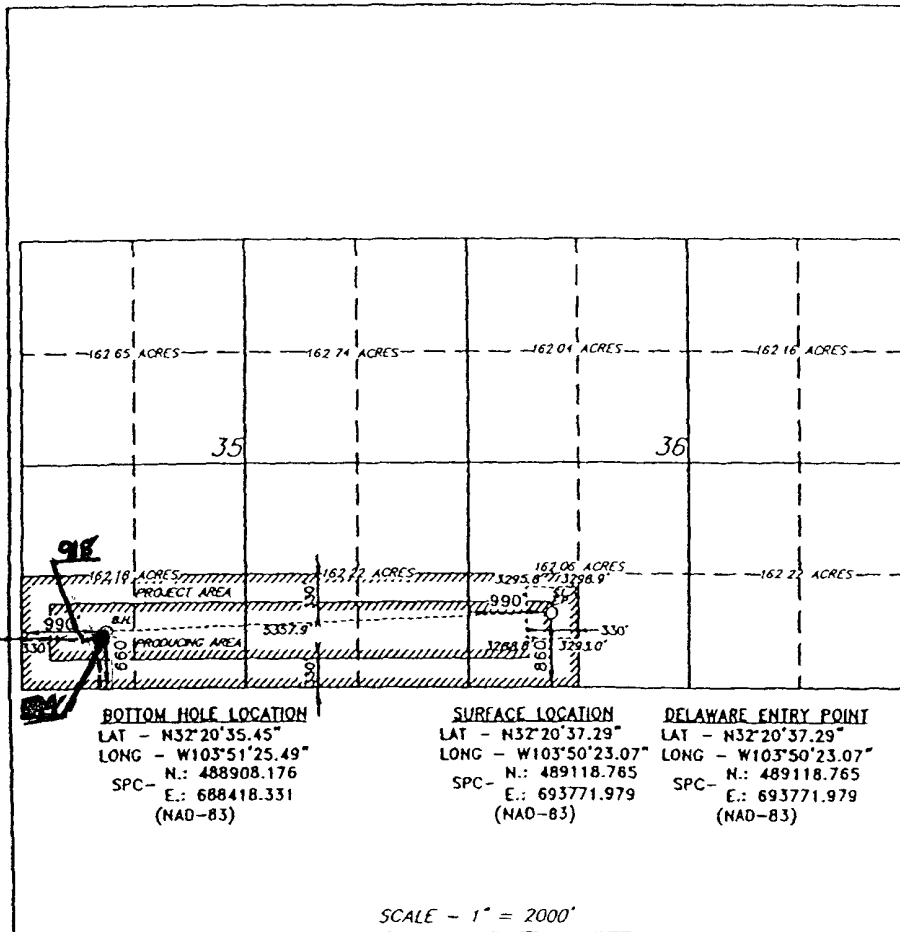 162.65 ACRES
162.74 ACRES
162.04 ACRES
162.16 ACRES
35
36
918
162.18 ACRES
162.22 ACRES
162.06 ACRES
162.22 ACRES
3295.8'
3298.9'
PROJECT AREA
330'
990'
990'
B.H.
5357.9'
330'
330'
PRODUCING AREA
660'
330'
860'
3293.0'
BOTTOM HOLE LOCATION
LAT - N32°20'35.45"
LONG - W103°51'25.49"
SPC- N.: 488908.176
E.: 688418.331
(NAD-83)
SURFACE LOCATION
LAT - N32°20'37.29"
LONG - W103°50'23.07"
SPC- N.: 489118.765
E.: 693771.979
(NAD-83)
DELAWARE ENTRY POINT
LAT - N32°20'37.29"
LONG - W103°50'23.07"
SPC- N.: 489118.765
E.: 693771.979
(NAD-83)
SCALE - 1" = 2000'